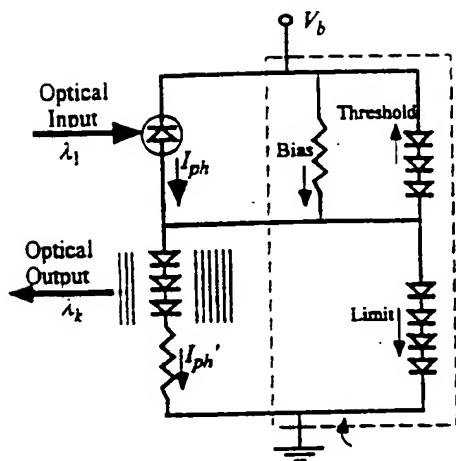 V_b
Optical
Input
λ_1
I_ph
Bias
Threshold
Optical
Output
λ_k
I_ph'
Limit